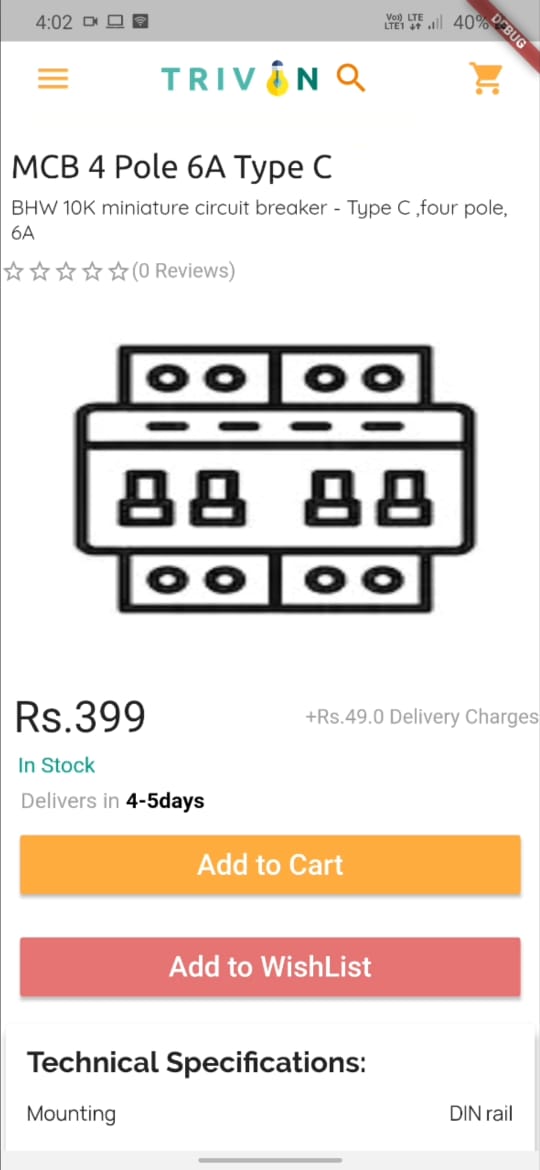 4:02
Vo) LTE 40%
LTE1
DEBUG
TRIVON
MCB 4 Pole 6A Type C
BHW 10K miniature circuit breaker - Type C ,four pole,
6A
(0 Reviews)
Rs.399
+Rs.49.0 Delivery Charges
In Stock
Delivers in 4-5days
Add to Cart
Add to WishList
Technical Specifications:
Mounting DIN rail